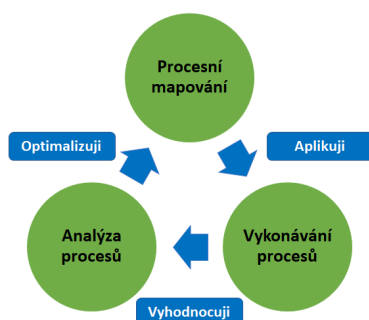 Procesní
mapování
Optimalizuji
Aplikuji
Analýza
procesů
Vykonávání
procesů
Vyhodnocuji